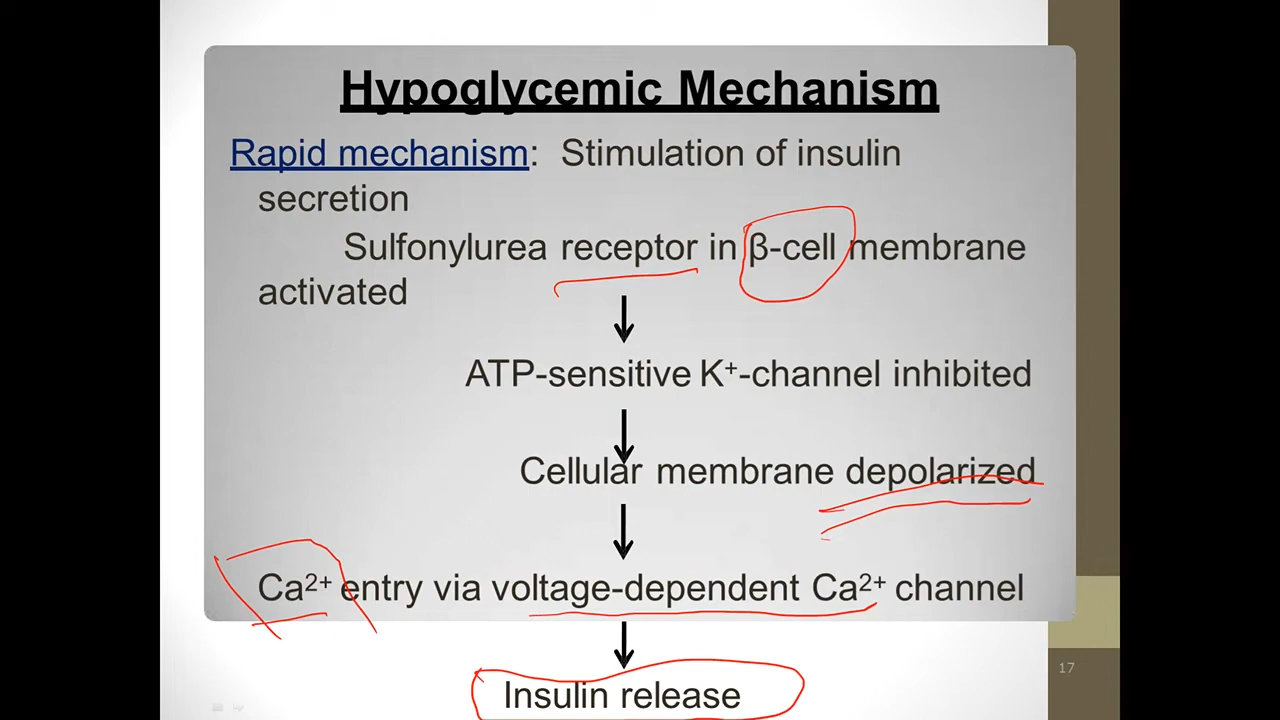 Hypoglycemic Mechanism
Rapid mechanism: Stimulation of insulin
secretion
Sulfonylurea receptor in β-cell membrane
activated
ATP-sensitive K⁺-channel inhibited
Cellular membrane depolarized
Ca²⁺ entry via voltage-dependent Ca²⁺ channel
17
Insulin release